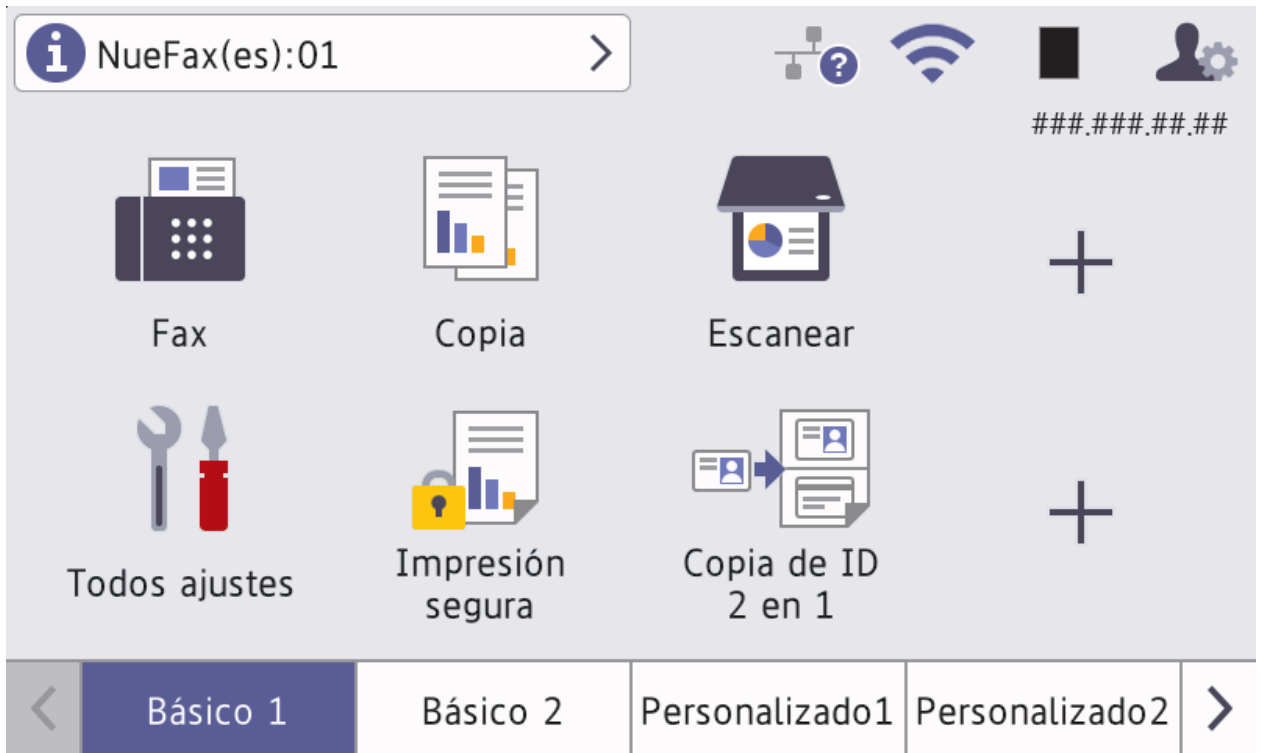 NueFax(es):01
###.###.##.##
Fax
Copia
Escanear
Todos ajustes
Impresión
segura
Copia de ID
2 en 1
Básico 1
Básico 2
Personalizado1
Personalizado2